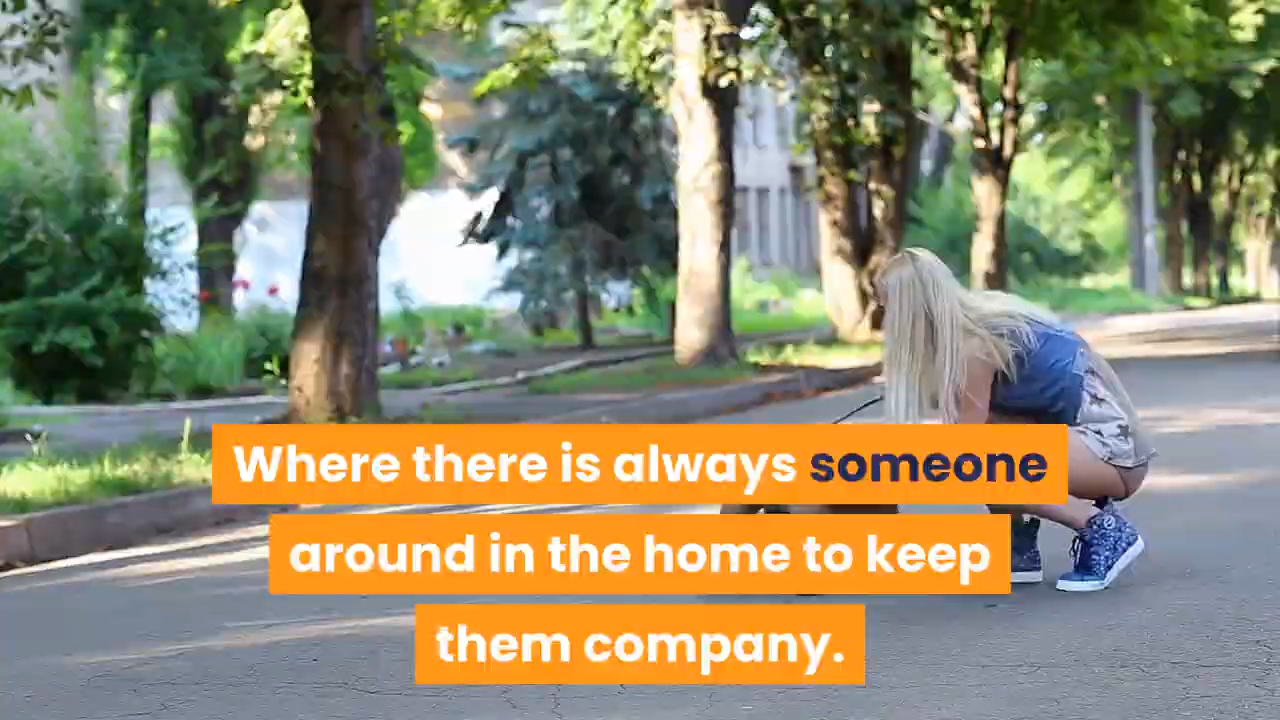 Where there is always someone
around in the home to keep
them company.